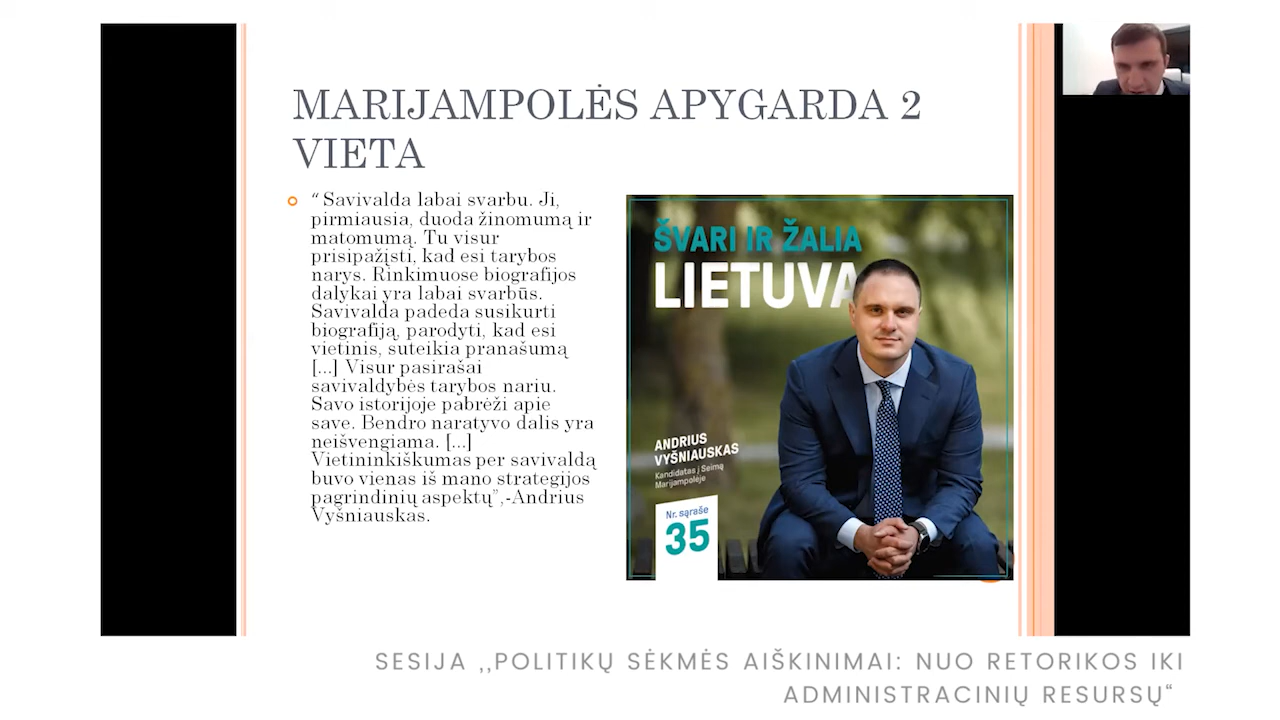 MARIJAMPOLĖS APYGARDA 2
VIETA
“ Savivalda labai svarbu. Ji,
pirmiausia, duoda žinomumą ir
matomumą. Tu visur
prisipažįsti, kad esi tarybos
narys. Rinkimuose biografijos
dalykai yra labai svarbūs.
Savivalda padeda susikurti
biografiją, parodyti, kad esi
vietinis, suteikia pranašumą
[...] Visur pasirašai
savivaldybės tarybos nariu.
Savo istorijoje pabrėži apie
save. Bendro naratyvo dalis yra
neišvengiama. [...]
Vietininkiškumas per savivaldą
buvo vienas iš mano strategijos
pagrindinių aspektų”,-Andrius
Vyšniauskas.
ŠVARI IR ŽALIA
LIETUVA
ANDRIUS
VYŠNIAUSKAS
Kandidatas į Seimą
Marijampolėje
Nr. sąraše
35
SESIJA ,,POLITIKŲ SĖKMĖS AIŠKINIMAI: NUO RETORIKOS IKI
ADMINISTRACINIŲ RESURSŲ“